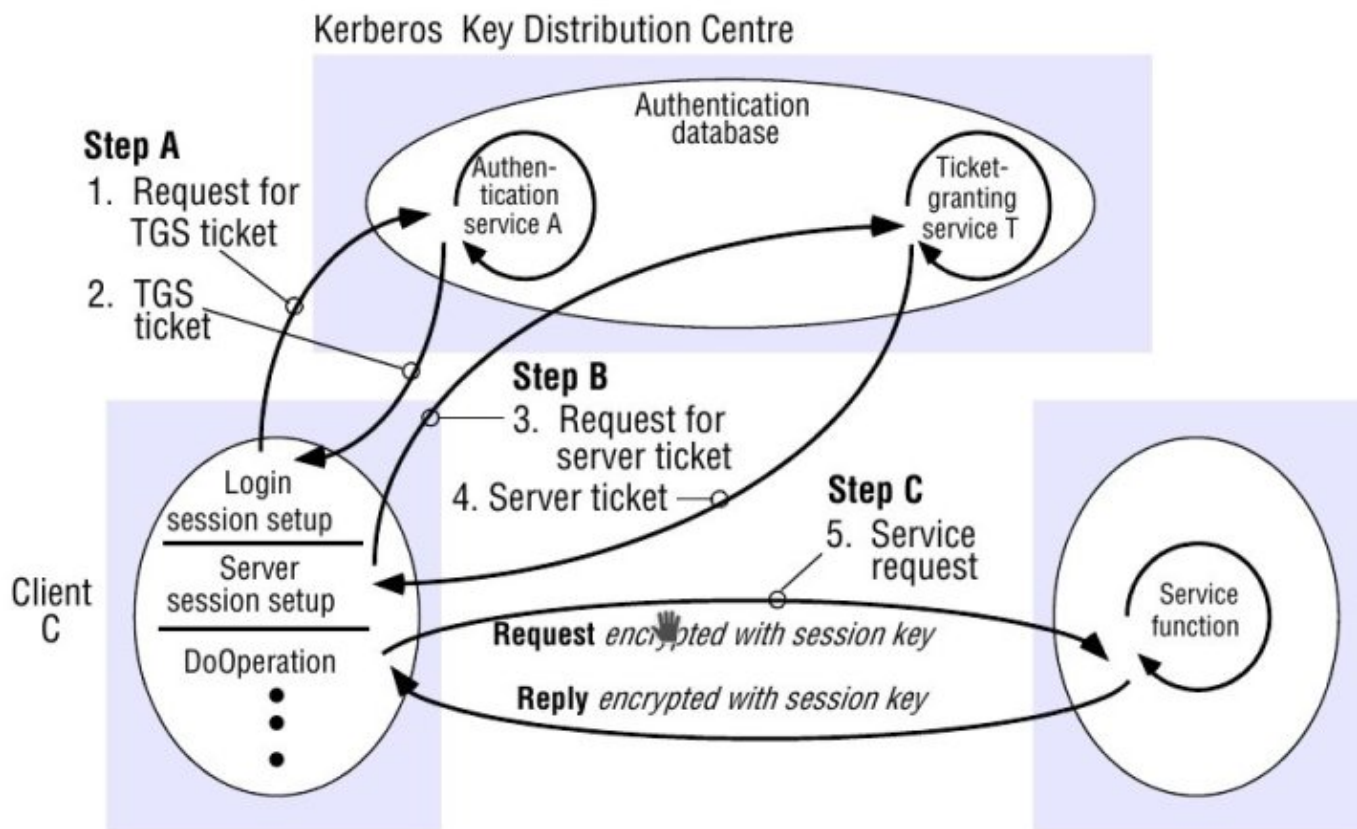 Kerberos Key Distribution Centre
Authentication
database
Step A
1. Request for
TGS ticket
Authen-
tication
service A
Ticket-
granting
service T
2. TGS
ticket
Step B
3. Request for
server ticket
4. Server ticket
Step C
5. Service
request
Login
session setup
Server
session setup
DoOperation
Client
C
Service
function
Request encrypted with session key
Reply encrypted with session key